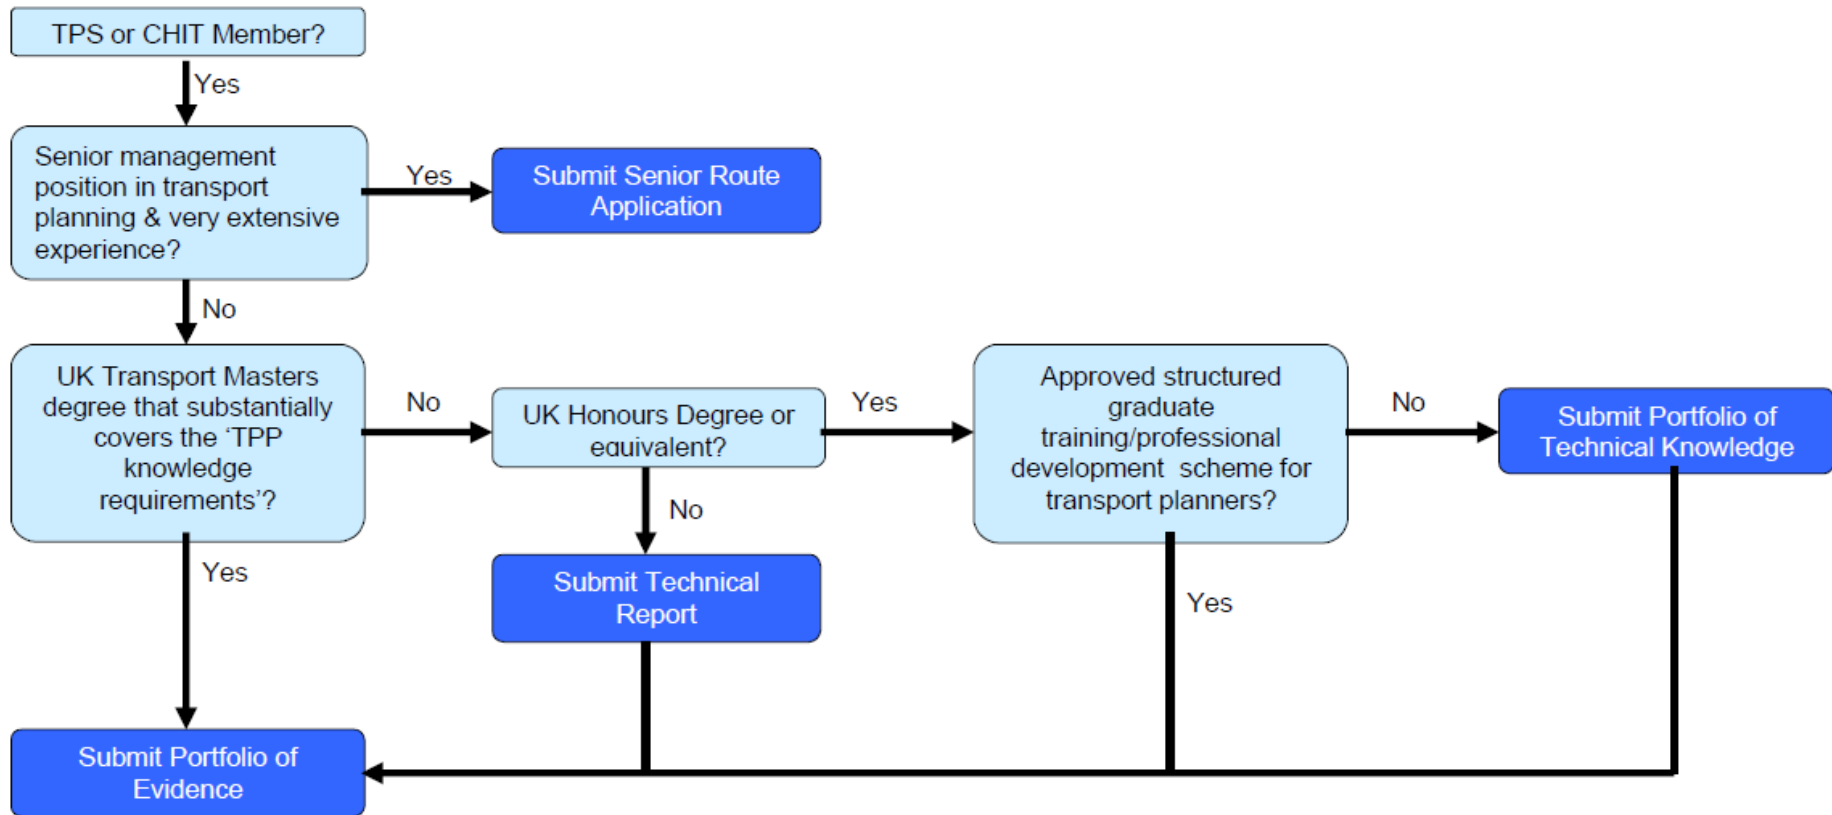 TPS or CHIT Member?
Yes
Senior management
position in transport
planning & very extensive
experience?
Yes
Submit Senior Route
Application
No
UK Transport Masters
degree that substantially
covers the ‘TPP
knowledge
requirements’?
No
UK Honours Degree or
equivalent?
Yes
Approved structured
graduate
training/professional
development scheme for
transport planners?
No
Submit Portfolio of
Technical Knowledge
No
Submit Technical
Report
Yes
Yes
Submit Portfolio of
Evidence